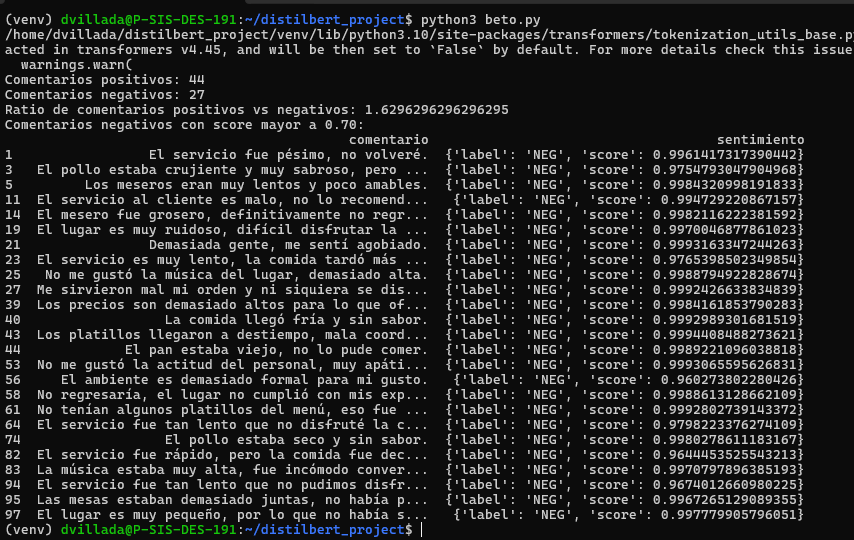 (venv) dvillada@P-SIS-DES-191:~/distilbert_project$ python3 beto.py
/home/dvillada/distilbert_project/venv/lib/python3.10/site-packages/transformers/tokenization_utils_base.py
acted in transformers v4.45, and will be then set to `False` by default. For more details check this issue
warnings.warn(
Comentarios positivos: 44
Comentarios negativos: 27
Ratio de comentarios positivos vs negativos: 1.6296296296296295
Comentarios negativos con score mayor a 0.70:
comentario sentimiento
1 El servicio fue pésimo, no volveré. {'label': 'NEG', 'score': 0.9961417317390442}
3 El pollo estaba crujiente y muy sabroso, pero ... {'label': 'NEG', 'score': 0.9754793047904968}
5 Los meseros eran muy lentos y poco amables. {'label': 'NEG', 'score': 0.9984320998191833}
11 El servicio al cliente es malo, no lo recomend... {'label': 'NEG', 'score': 0.994729220867157}
14 El mesero fue grosero, definitivamente no regr... {'label': 'NEG', 'score': 0.9982116222381592}
19 El lugar es muy ruidoso, difícil disfrutar la ... {'label': 'NEG', 'score': 0.9970046877861023}
21 Demasiada gente, me sentí agobiado. {'label': 'NEG', 'score': 0.9993163347244263}
23 El servicio es muy lento, la comida tardó más ... {'label': 'NEG', 'score': 0.9765398502349854}
25 No me gustó la música del lugar, demasiado alta. {'label': 'NEG', 'score': 0.9988794922828674}
27 Me sirvieron mal mi orden y ni siquiera se dis... {'label': 'NEG', 'score': 0.9992426633834839}
39 Los precios son demasiado altos para lo que of... {'label': 'NEG', 'score': 0.9984161853790283}
40 La comida llegó fría y sin sabor. {'label': 'NEG', 'score': 0.9992989301681519}
43 Los platillos llegaron a destiempo, mala coord... {'label': 'NEG', 'score': 0.9994408488273621}
44 El pan estaba viejo, no lo pude comer. {'label': 'NEG', 'score': 0.9989221096038818}
53 No me gustó la actitud del personal, muy apáti... {'label': 'NEG', 'score': 0.9993065595626831}
56 El ambiente es demasiado formal para mi gusto. {'label': 'NEG', 'score': 0.960273802280426}
58 No regresaría, el lugar no cumplió con mis exp... {'label': 'NEG', 'score': 0.9988613128662109}
61 No tenían algunos platillos del menú, eso fue ... {'label': 'NEG', 'score': 0.9992802739143372}
64 El servicio fue tan lento que no disfruté la c... {'label': 'NEG', 'score': 0.9798223376274109}
74 El pollo estaba seco y sin sabor. {'label': 'NEG', 'score': 0.9980278611183167}
82 El servicio fue rápido, pero la comida fue dec... {'label': 'NEG', 'score': 0.9644453525543213}
83 La música estaba muy alta, fue incómodo conver... {'label': 'NEG', 'score': 0.9970797896385193}
94 El servicio fue tan lento que no pudimos disfr... {'label': 'NEG', 'score': 0.9674012660980225}
95 Las mesas estaban demasiado juntas, no había p... {'label': 'NEG', 'score': 0.9967265129089355}
97 El lugar es muy pequeño, por lo que no había s... {'label': 'NEG', 'score': 0.997779905796051}
(venv) dvillada@P-SIS-DES-191:~/distilbert_project$